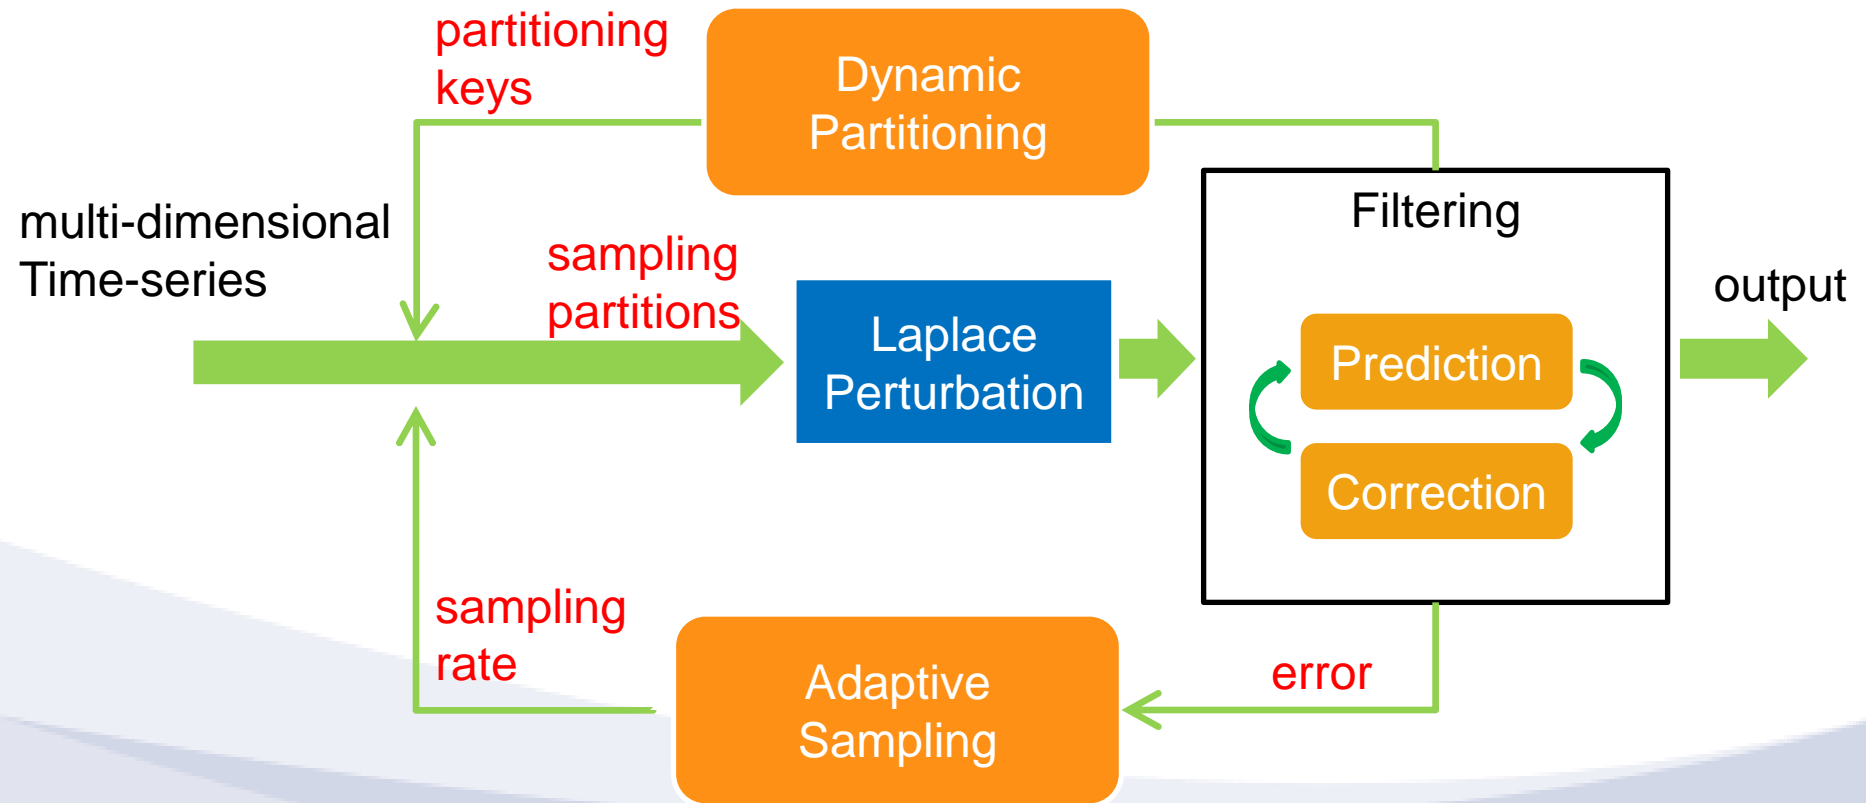 partitioning
keys
Dynamic
Partitioning
multi-dimensional
Time-series
sampling
partitions
Laplace
Perturbation
Filtering
Prediction
Correction
output
sampling
rate
Adaptive
Sampling
error